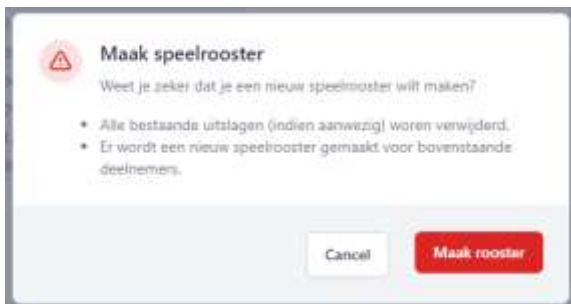 Maak speelrooster
Weet je zeker dat je een nieuw speelrooster wilt maken?
• Alle bestaande uitslagen (indien aanwezig) woren verwijderd.
• Er wordt een nieuw speelrooster gemaakt voor bovenstaande
deelnemers.
Cancel
Maak rooster